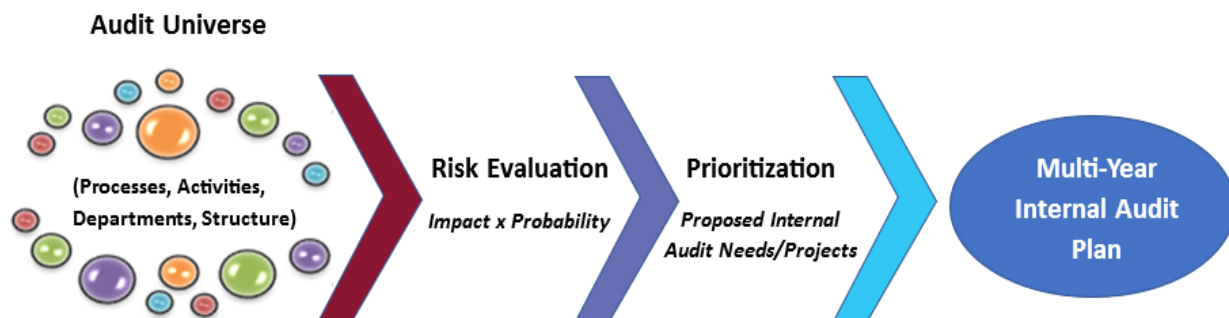 Audit Universe
(Processes, Activities,
Departments, Structure)
Risk Evaluation
Impact x Probability
Prioritization
Proposed Internal
Audit Needs/Projects
Multi-Year
Internal Audit
Plan